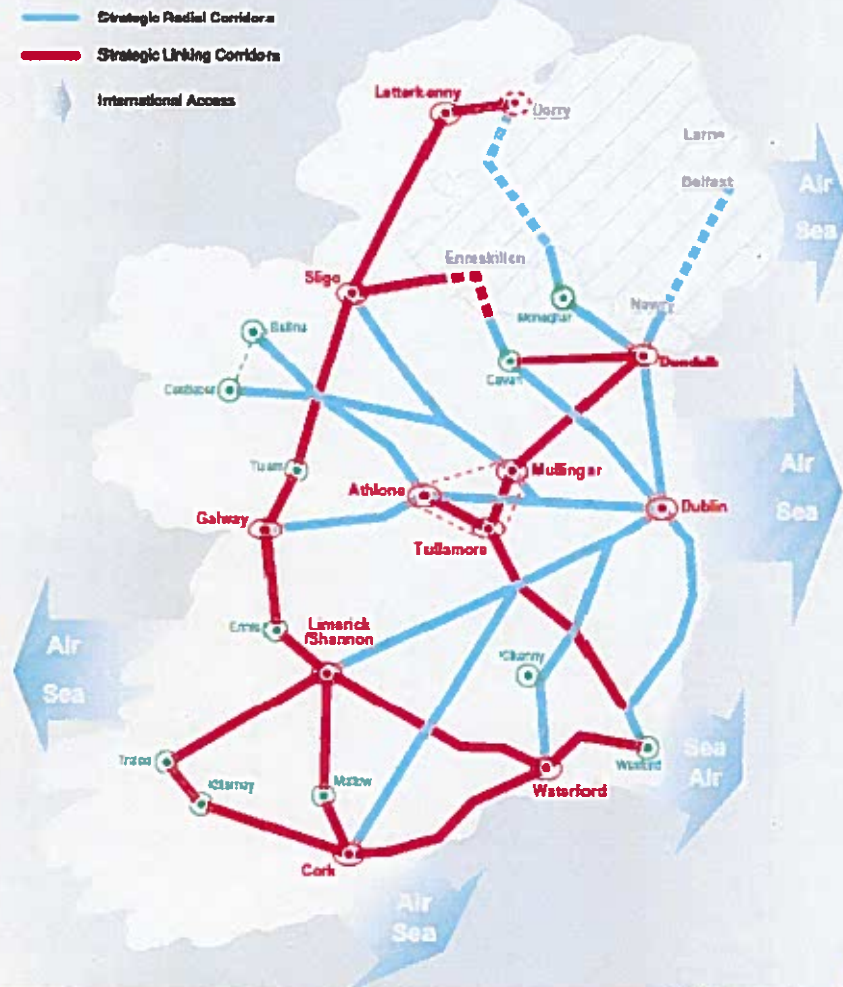 Strategic Radial Corridors
Strategic Linking Corridors
International Access
Letterkenny
Derry
Larne
Belfast
Air
Sea
Enniskillen
Sligo
Newry
Monaghan
Ballina
Dundalk
Cavan
Castlebar
Tuam
Mullingar
Athlone
Air
Galway
Dublin
Sea
Tullamore
Ennis
Limerick
/Shannon
Air
Sea
Kilkenny
Tralee
Killarney
Mallow
Wexford
Sea
Air
Waterford
Cork
Air
Sea